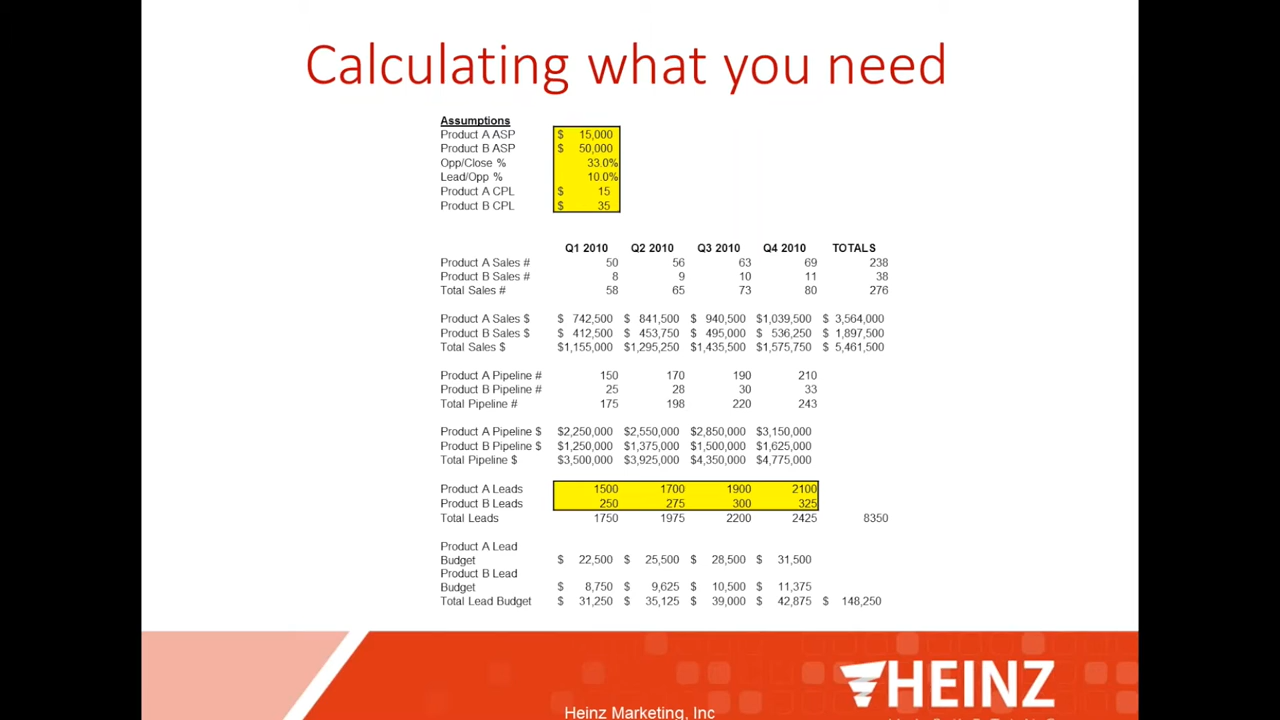 Calculating what you need
Assumptions
Product A ASP $ 15,000
Product B ASP $ 50,000
Opp/Close % 33.0%
Lead/Opp % 10.0%
Product A CPL $ 15
Product B CPL $ 35
Q1 2010 Q2 2010 Q3 2010 Q4 2010 TOTALS
Product A Sales # 50 56 63 69 238
Product B Sales # 8 9 10 11 38
Total Sales # 58 65 73 80 276
Product A Sales $ $ 742,500 $ 841,500 $ 940,500 $1,039,500 $ 3,564,000
Product B Sales $ $ 412,500 $ 453,750 $ 495,000 $ 536,250 $ 1,897,500
Total Sales $ $1,155,000 $1,295,250 $1,435,500 $1,575,750 $ 5,461,500
Product A Pipeline # 150 170 190 210
Product B Pipeline # 25 28 30 33
Total Pipeline # 175 198 220 243
Product A Pipeline $ $2,250,000 $2,550,000 $2,850,000 $3,150,000
Product B Pipeline $ $1,250,000 $1,375,000 $1,500,000 $1,625,000
Total Pipeline $ $3,500,000 $3,925,000 $4,350,000 $4,775,000
Product A Leads 1500 1700 1900 2100
Product B Leads 250 275 300 325
Total Leads 1750 1975 2200 2425 8350
Product A Lead
Budget $ 22,500 $ 25,500 $ 28,500 $ 31,500
Product B Lead
Budget $ 8,750 $ 9,625 $ 10,500 $ 11,375
Total Lead Budget $ 31,250 $ 35,125 $ 39,000 $ 42,875 $ 148,250
HEINZ
Heinz Marketing, Inc